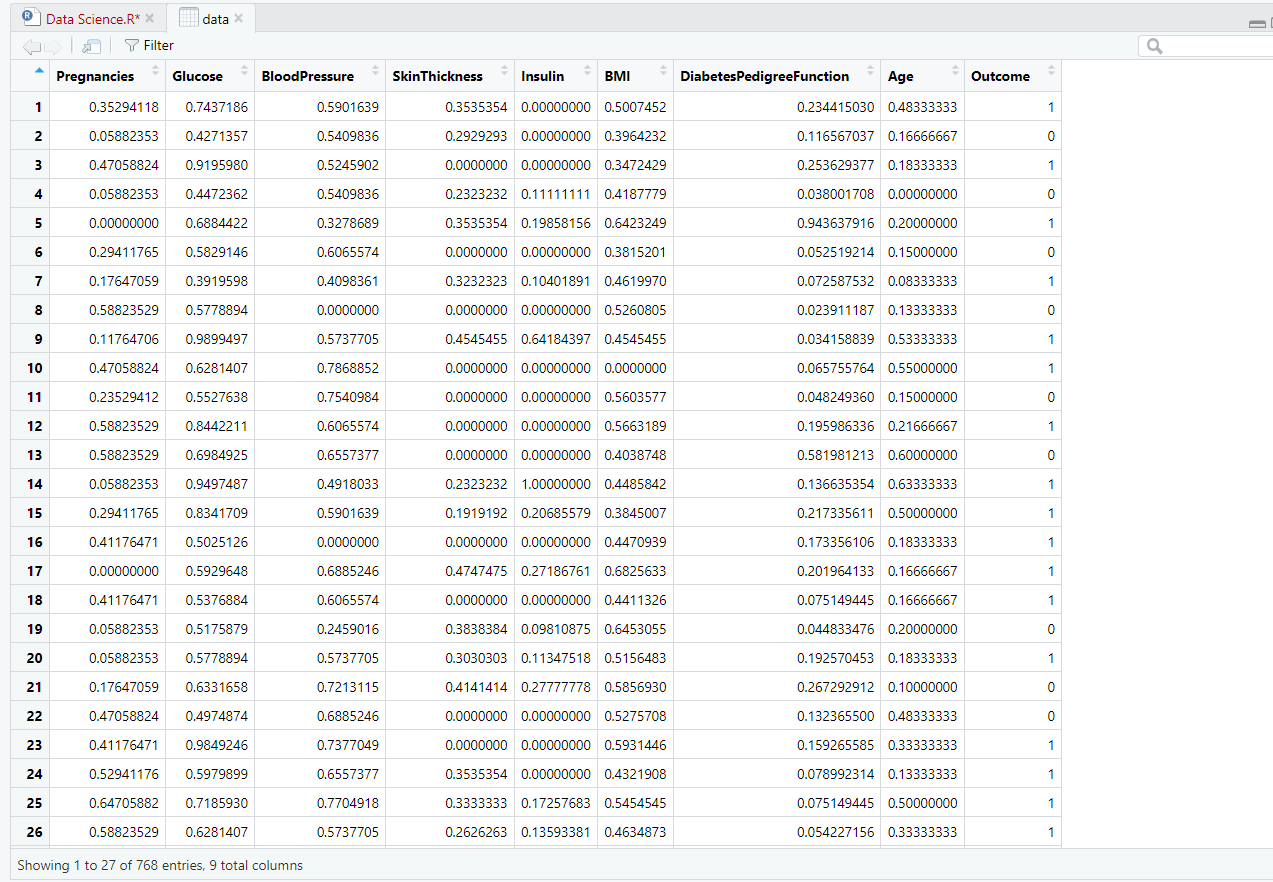 Data Science.R* data
Filter
Pregnancies Glucose BloodPressure SkinThickness Insulin BMI DiabetesPedigreeFunction Age Outcome
1 0.35294118 0.7437186 0.5901639 0.3535354 0.00000000 0.5007452 0.234415030 0.48333333 1
2 0.05882353 0.4271357 0.5409836 0.2929293 0.00000000 0.3964232 0.116567037 0.16666667 0
3 0.47058824 0.9195980 0.5245902 0.0000000 0.00000000 0.3472429 0.253629377 0.18333333 1
4 0.05882353 0.4472362 0.5409836 0.2323232 0.11111111 0.4187779 0.038001708 0.00000000 0
5 0.00000000 0.6884422 0.3278689 0.3535354 0.19858156 0.6423249 0.943637916 0.20000000 1
6 0.29411765 0.5829146 0.6065574 0.0000000 0.00000000 0.3815201 0.052519214 0.15000000 0
7 0.17647059 0.3919598 0.4098361 0.3232323 0.10401891 0.4619970 0.072587532 0.08333333 1
8 0.58823529 0.5778894 0.0000000 0.0000000 0.00000000 0.5260805 0.023911187 0.13333333 0
9 0.11764706 0.9899497 0.5737705 0.4545455 0.64184397 0.4545455 0.034158839 0.53333333 1
10 0.47058824 0.6281407 0.7868852 0.0000000 0.00000000 0.0000000 0.065755764 0.55000000 1
11 0.23529412 0.5527638 0.7540984 0.0000000 0.00000000 0.5603577 0.048249360 0.15000000 0
12 0.58823529 0.8442211 0.6065574 0.0000000 0.00000000 0.5663189 0.195986336 0.21666667 1
13 0.58823529 0.6984925 0.6557377 0.0000000 0.00000000 0.4038748 0.581981213 0.60000000 0
14 0.05882353 0.9497487 0.4918033 0.2323232 1.00000000 0.4485842 0.136635354 0.63333333 1
15 0.29411765 0.8341709 0.5901639 0.1919192 0.20685579 0.3845007 0.217335611 0.50000000 1
16 0.41176471 0.5025126 0.0000000 0.0000000 0.00000000 0.4470939 0.173356106 0.18333333 1
17 0.00000000 0.5929648 0.6885246 0.4747475 0.27186761 0.6825633 0.201964133 0.16666667 1
18 0.41176471 0.5376884 0.6065574 0.0000000 0.00000000 0.4411326 0.075149445 0.16666667 1
19 0.05882353 0.5175879 0.2459016 0.3838384 0.09810875 0.6453055 0.044833476 0.20000000 0
20 0.05882353 0.5778894 0.5737705 0.3030303 0.11347518 0.5156483 0.192570453 0.18333333 1
21 0.17647059 0.6331658 0.7213115 0.4141414 0.27777778 0.5856930 0.267292912 0.10000000 0
22 0.47058824 0.4974874 0.6885246 0.0000000 0.00000000 0.5275708 0.132365500 0.48333333 0
23 0.41176471 0.9849246 0.7377049 0.0000000 0.00000000 0.5931446 0.159265585 0.33333333 1
24 0.52941176 0.5979899 0.6557377 0.3535354 0.00000000 0.4321908 0.078992314 0.13333333 1
25 0.64705882 0.7185930 0.7704918 0.3333333 0.17257683 0.5454545 0.075149445 0.50000000 1
26 0.58823529 0.6281407 0.5737705 0.2626263 0.13593381 0.4634873 0.054227156 0.33333333 1
Showing 1 to 27 of 768 entries, 9 total columns